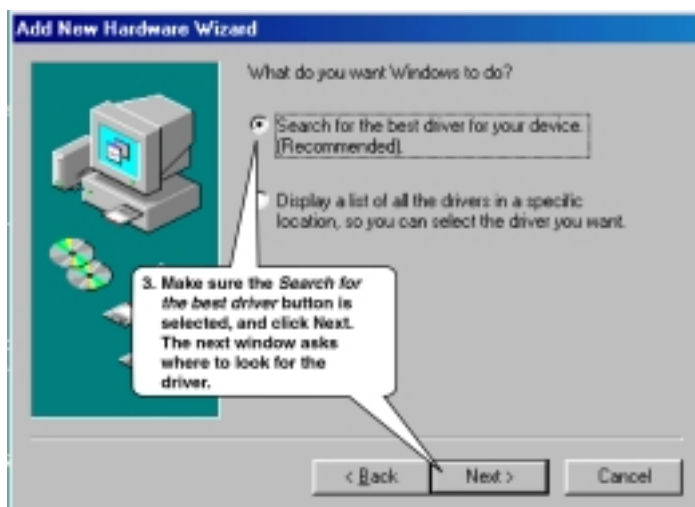 Add New Hardware Wizard
What do you want Windows to do?
Search for the best driver for your device.
(Recommended).
Display a list of all the drivers in a specific
location, so you can select the driver you want.
3. Make sure the Search for
the best driver button is
selected, and click Next.
The next window asks
where to look for the
driver.
< Back
Next >
Cancel